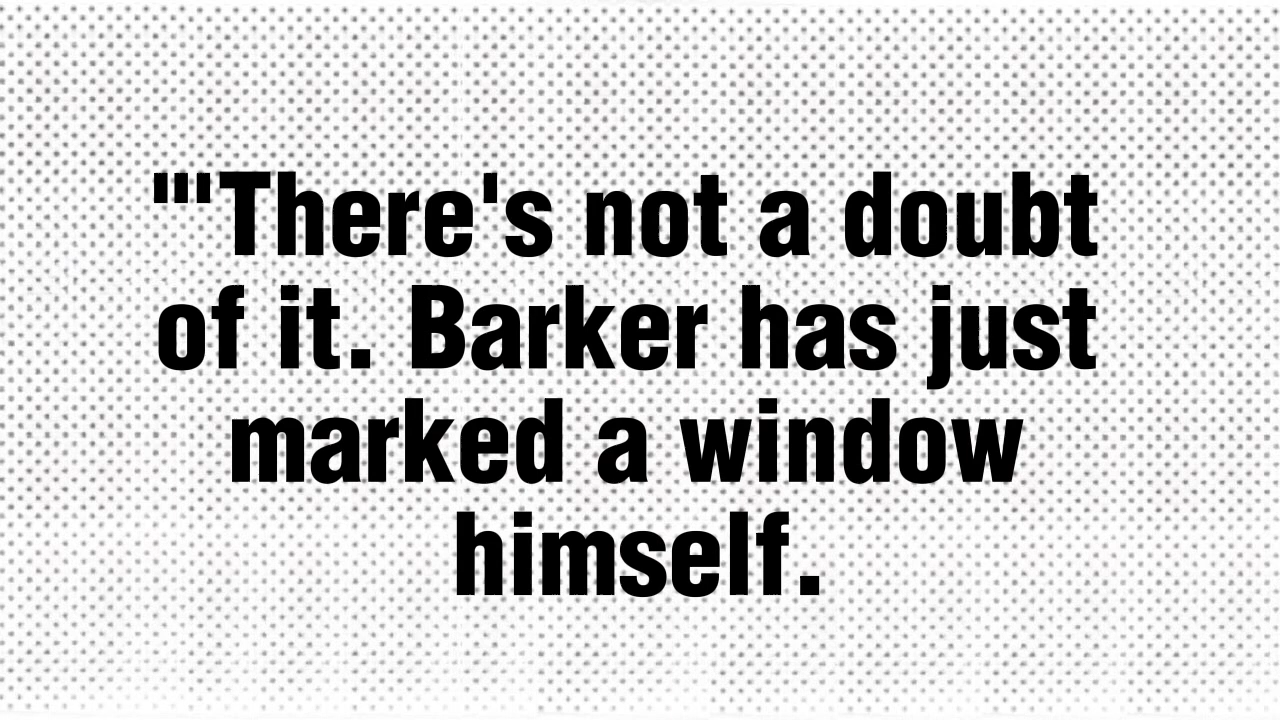 "'There's not a doubt
of it. Barker has just
marked a window
himself.